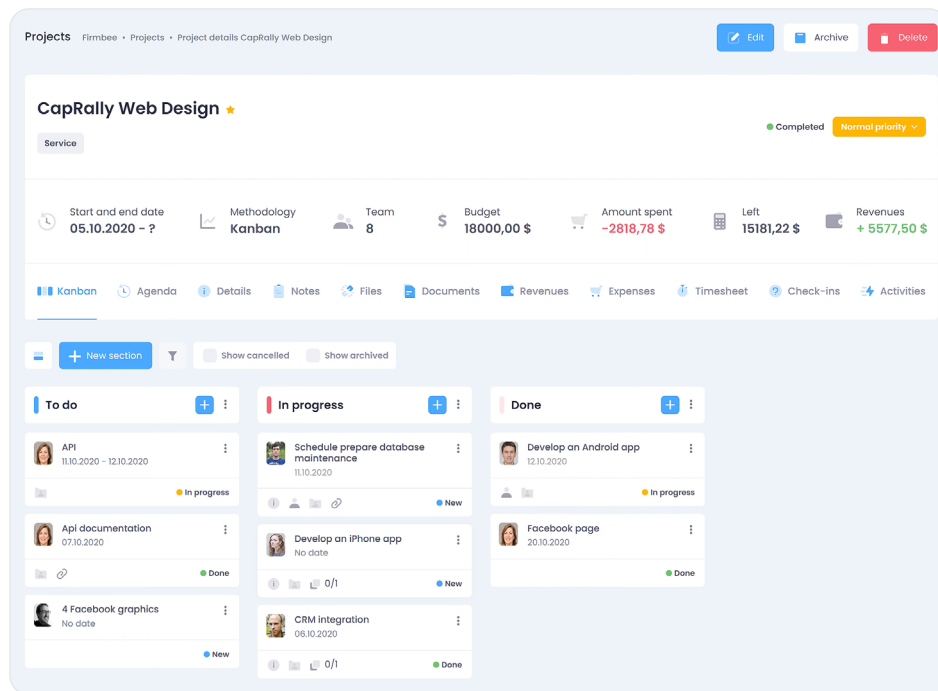 Projects Firmbee • Projects • Project details CapRally Web Design
Edit Archive Delete
CapRally Web Design
Completed Normal priority
Service
Start and end date Methodology Team Budget Amount spent Left Revenues
05.10.2020 - ? Kanban 8 18000,00 $ -2818,78 $ 15181,22 $ + 5577,50 $
Kanban Agenda Details Notes Files Documents Revenues Expenses Timesheet Check-ins Activities
New section Show cancelled Show archived
To do
API
11.10.2020 - 12.10.2020
In progress
Api documentation
07.10.2020
Done
4 Facebook graphics
No date
New
In progress
Schedule prepare database
maintenance
11.10.2020
New
Develop an iPhone app
No date
0/1 New
CRM integration
06.10.2020
0/1 Done
Done
Develop an Android app
12.10.2020
In progress
Facebook page
20.10.2020
Done